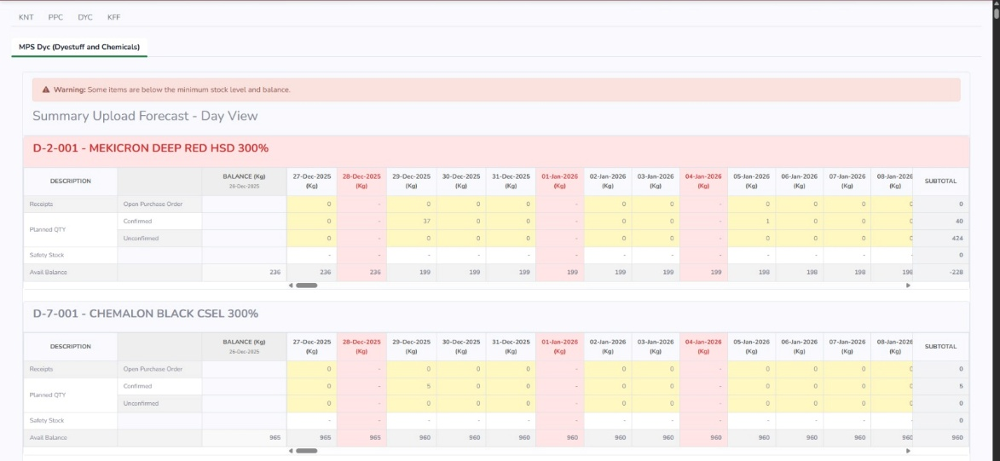 KNT PPC DYC KFF
MPS Dyc (Dyestuff and Chemicals)
Warning: Some items are below the minimum stock level and balance.
Summary Upload Forecast - Day View
D-2-001 - MEKICRON DEEP RED HSD 300%
DESCRIPTION BALANCE (Kg) 26-Dec-2025 27-Dec-2025 (Kg) 28-Dec-2025 (Kg) 29-Dec-2025 (Kg) 30-Dec-2025 (Kg) 31-Dec-2025 (Kg) 01-Jan-2026 (Kg) 02-Jan-2026 (Kg) 03-Jan-2026 (Kg) 04-Jan-2026 (Kg) 05-Jan-2026 (Kg) 06-Jan-2026 (Kg) 07-Jan-2026 (Kg) 08-Jan-2026 (Kg) SUBTOTAL
Receipts Open Purchase Order 0 - 0 0 0 - 0 0 - 0 0 0 0 0
Planned QTY Confirmed 0 - 37 0 0 - 0 0 - 1 0 0 0 40
Unconfirmed 0 - 0 0 0 - 0 0 - 0 0 0 0 424
Safety Stock - - - - - - - - - - - - - 0
Avail Balance 236 236 236 199 199 199 199 199 199 199 198 198 198 198 -228
D-7-001 - CHEMALON BLACK CSEL 300%
DESCRIPTION BALANCE (Kg) 26-Dec-2025 27-Dec-2025 (Kg) 28-Dec-2025 (Kg) 29-Dec-2025 (Kg) 30-Dec-2025 (Kg) 31-Dec-2025 (Kg) 01-Jan-2026 (Kg) 02-Jan-2026 (Kg) 03-Jan-2026 (Kg) 04-Jan-2026 (Kg) 05-Jan-2026 (Kg) 06-Jan-2026 (Kg) 07-Jan-2026 (Kg) 08-Jan-2026 (Kg) SUBTOTAL
Receipts Open Purchase Order 0 - 0 0 0 - 0 0 - 0 0 0 0 0
Planned QTY Confirmed 0 - 5 0 0 - 0 0 - 0 0 0 0 5
Unconfirmed 0 - 0 0 0 - 0 0 - 0 0 0 0 0
Safety Stock - - - - - - - - - - - - - 0
Avail Balance 965 965 965 960 960 960 960 960 960 960 960 960 960 960 960